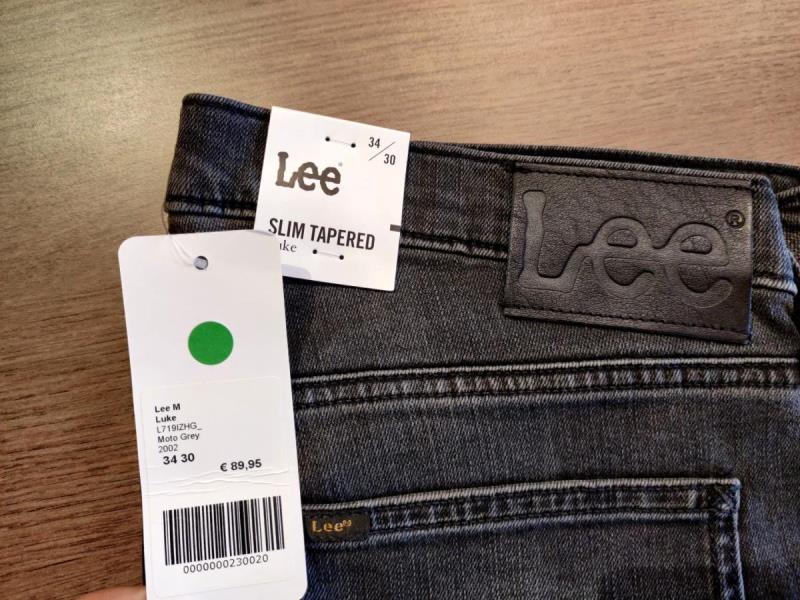 34/30
Lee®
SLIM TAPERED
Lee®
Lee M
Luke
L719IZHG_
Moto Grey
2002
34 30
€ 89,95
0000000230020
Lee®